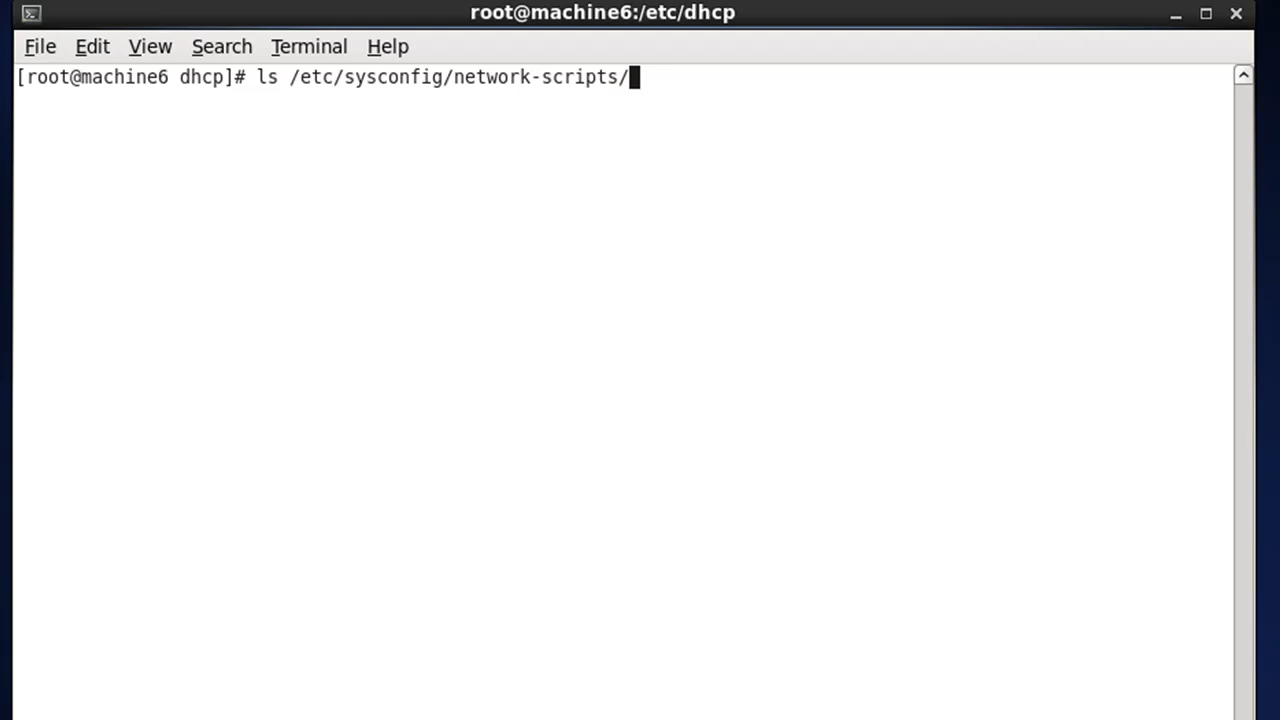 root@machine6:/etc/dhcp
File Edit View Search Terminal Help
[root@machine6 dhcp]# ls /etc/sysconfig/network-scripts/